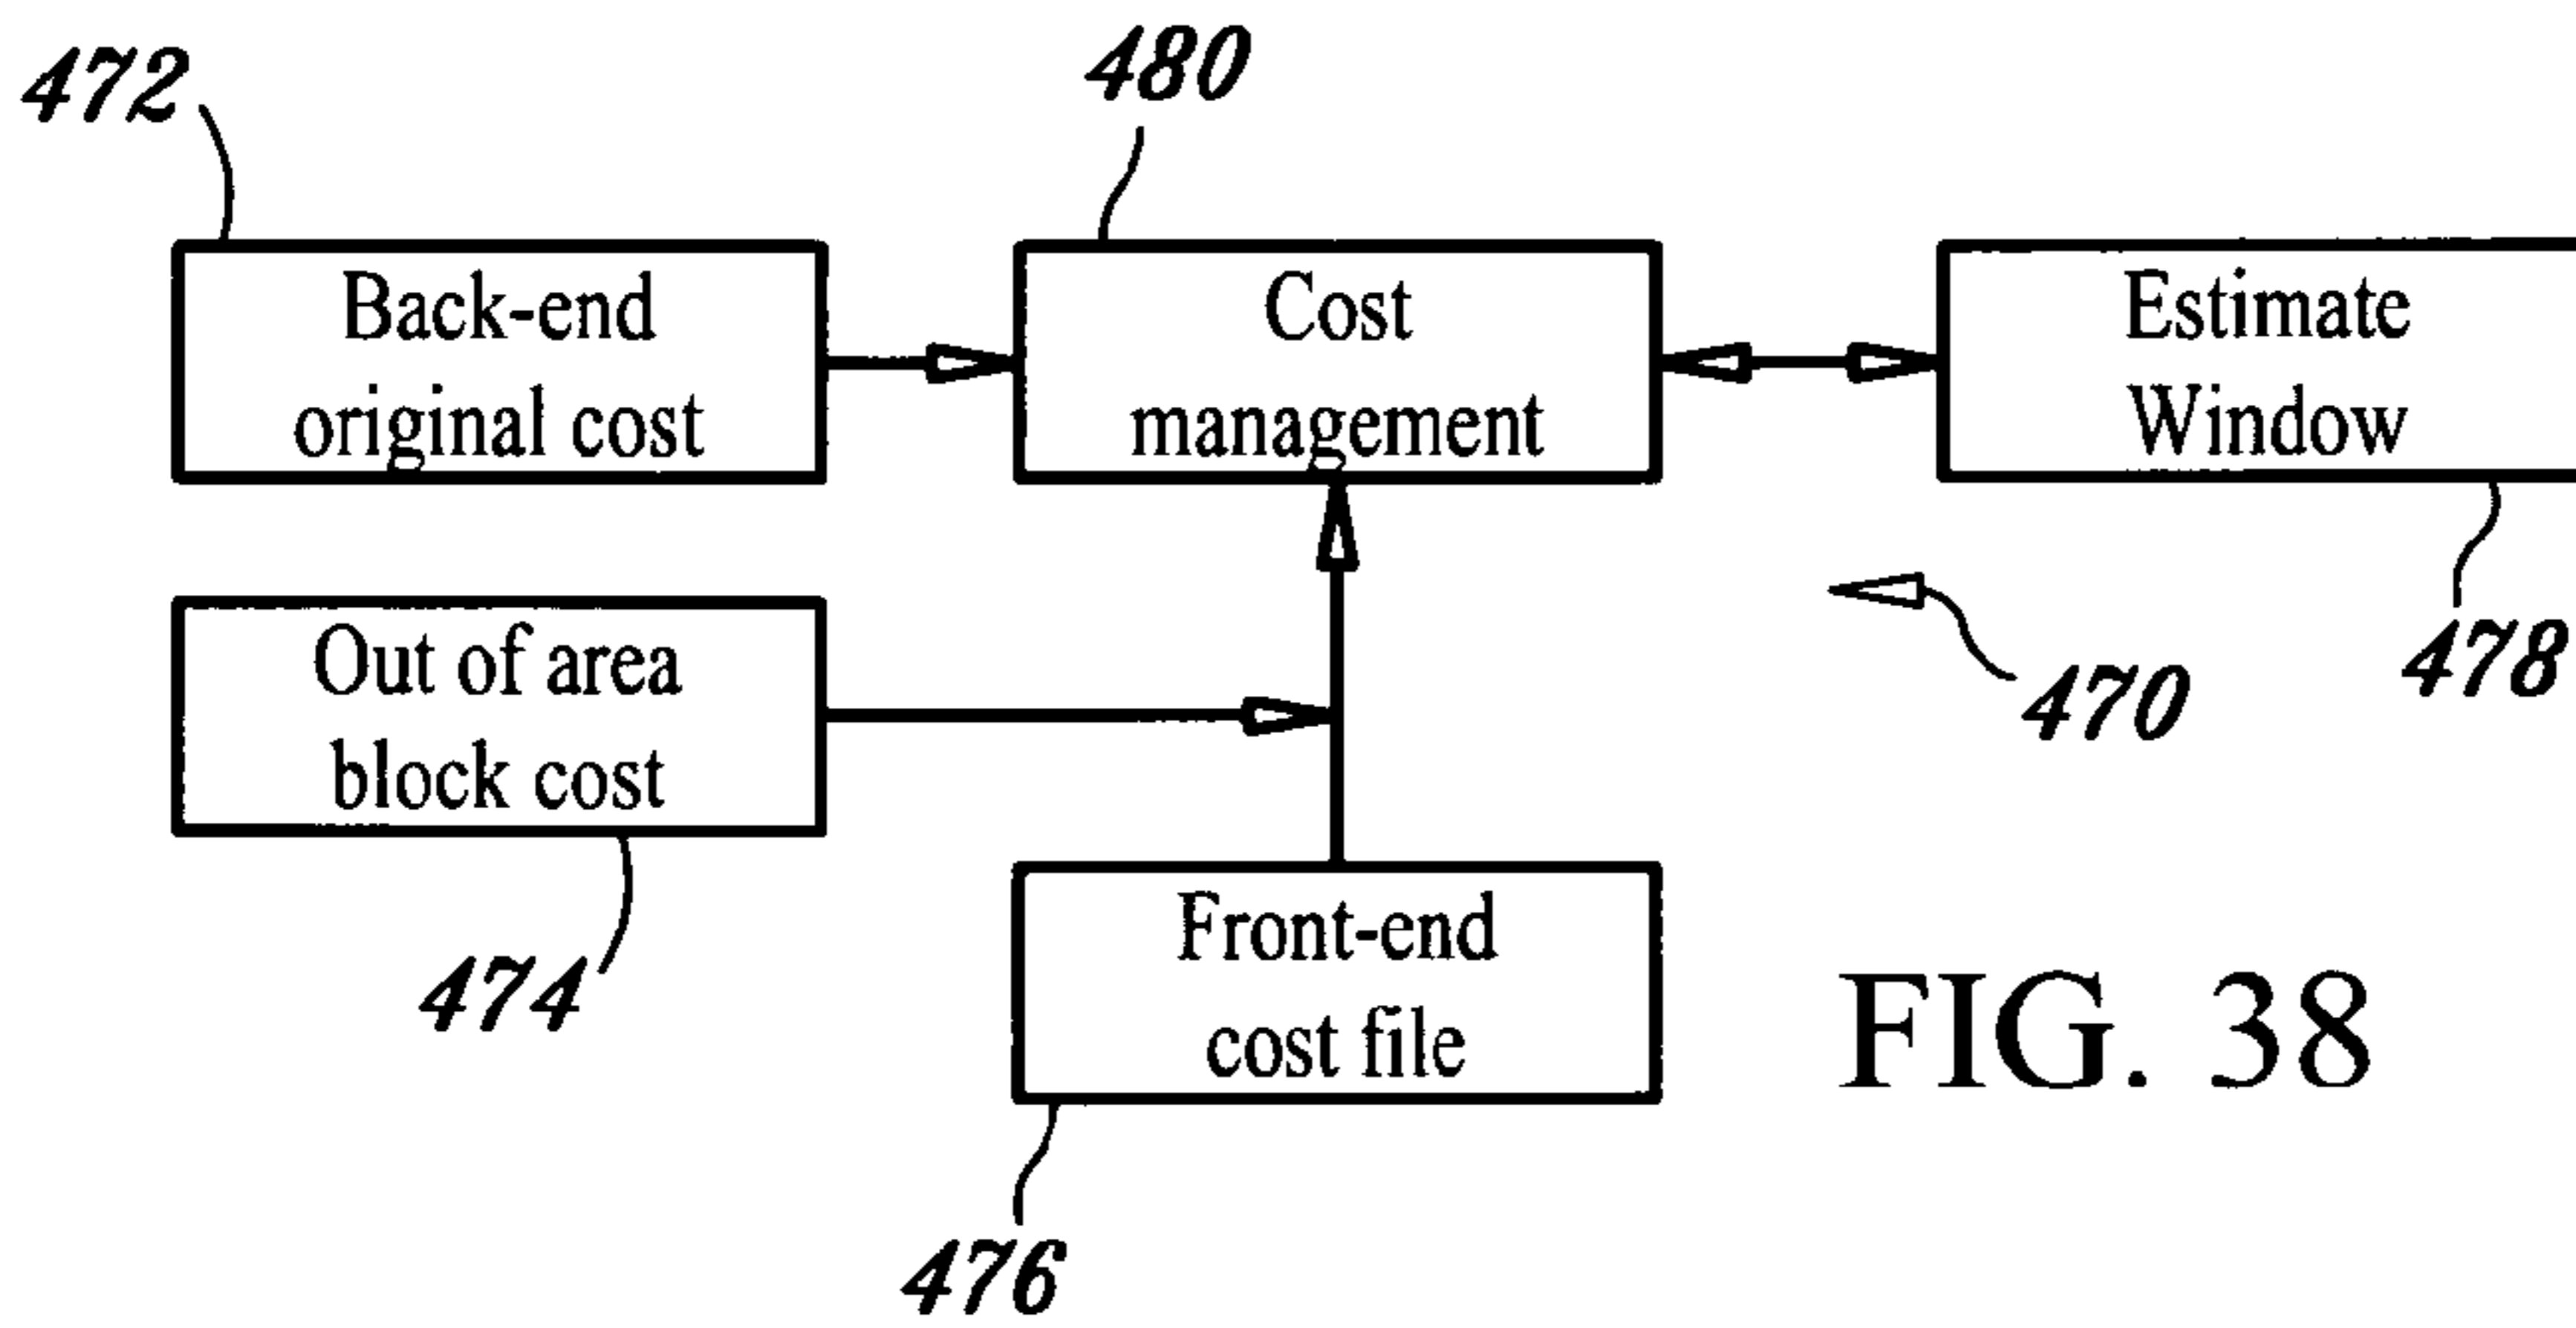 472
480
Back-end
original cost
Cost
management
Estimate
Window
Out of area
block cost
470
478
474
Front-end
cost file
476
FIG. 38